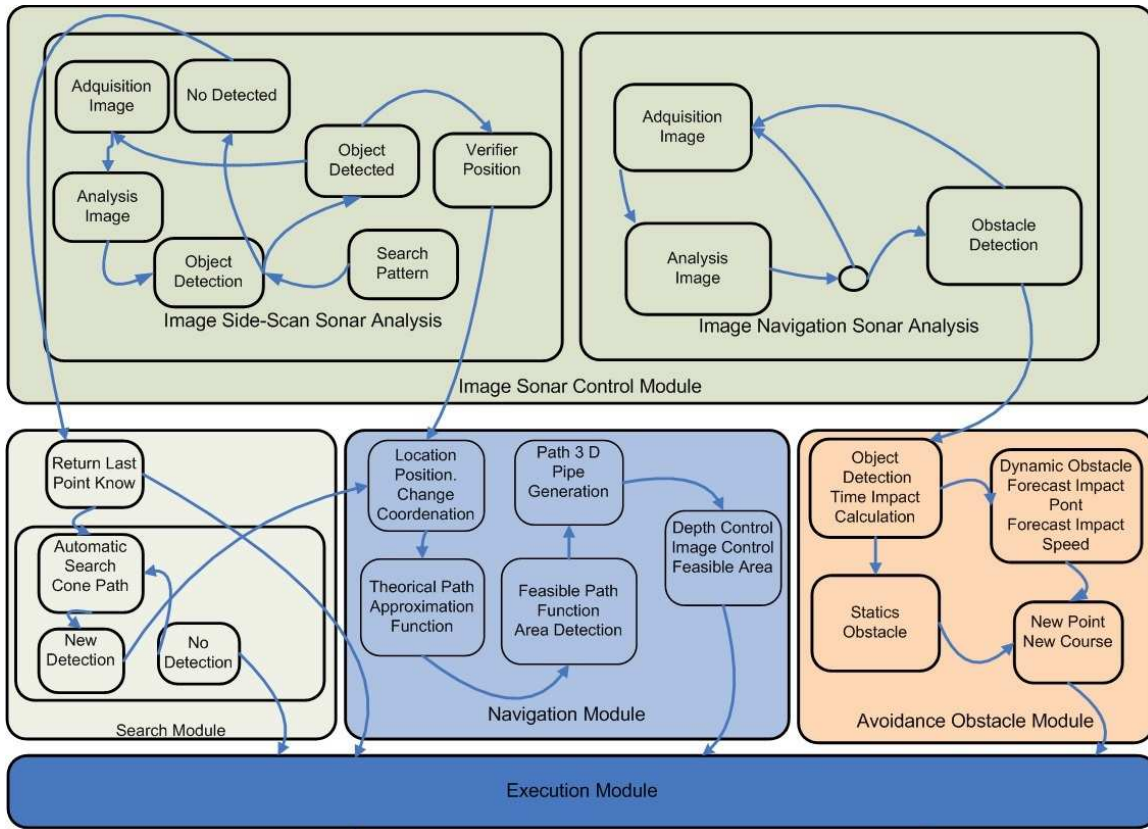 Adquisition
Image
No Detected
Object
Detected
Verifier
Position
Analysis
Image
Object
Detection
Search
Pattern
Image Side-Scan Sonar Analysis
Adquisition
Image
Analysis
Image
Obstacle
Detection
Image Navigation Sonar Analysis
Image Sonar Control Module
Return Last
Point Know
Automatic
Search
Cone Path
New
Detection
No
Detection
Search Module
Location
Position.
Change
Coordenation
Path 3 D
Pipe
Generation
Depth Control
Image Control
Feasible Area
Theorical Path
Approximation
Function
Feasible Path
Function
Area Detection
Navigation Module
Object
Detection
Time Impact
Calculation
Dynamic Obstacle
Forecast Impact
Pont
Forecast Impact
Speed
Statics
Obstacle
New Point
New Course
Avoidance Obstacle Module
Execution Module